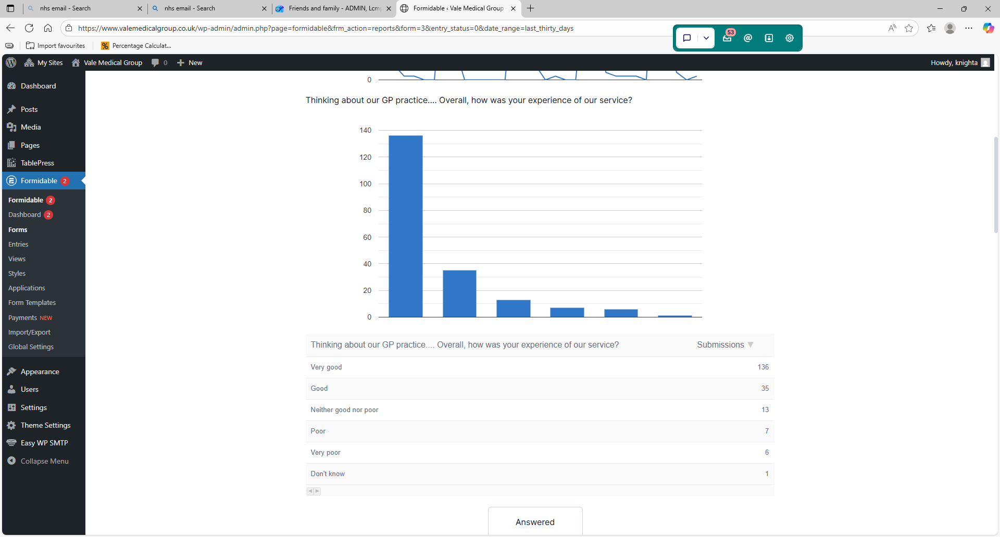 nhs email - Search
nhs email - Search
Friends and family - ADMIN, Lcm
Formidable ‹ Vale Medical Group
https://www.valemedicalgroup.co.uk/wp-admin/admin.php?page=formidable&frm_action=reports&form=3&entry_status=0&date_range=last_thirty_days
53
Import favourites
Percentage Calculat...
My Sites
Vale Medical Group
0
New
Howdy, knighta
Dashboard
Posts
Media
Pages
TablePress
Formidable 2
Formidable 2
Dashboard 2
Forms
Entries
Views
Styles
Applications
Form Templates
Payments NEW
Import/Export
Global Settings
Appearance
Users
Settings
Theme Settings
Easy WP SMTP
Collapse Menu
0
Thinking about our GP practice.... Overall, how was your experience of our service?
140
120
100
80
60
40
20
0
Thinking about our GP practice.... Overall, how was your experience of our service? Submissions
Very good 136
Good 35
Neither good nor poor 13
Poor 7
Very poor 6
Don't know 1
Answered